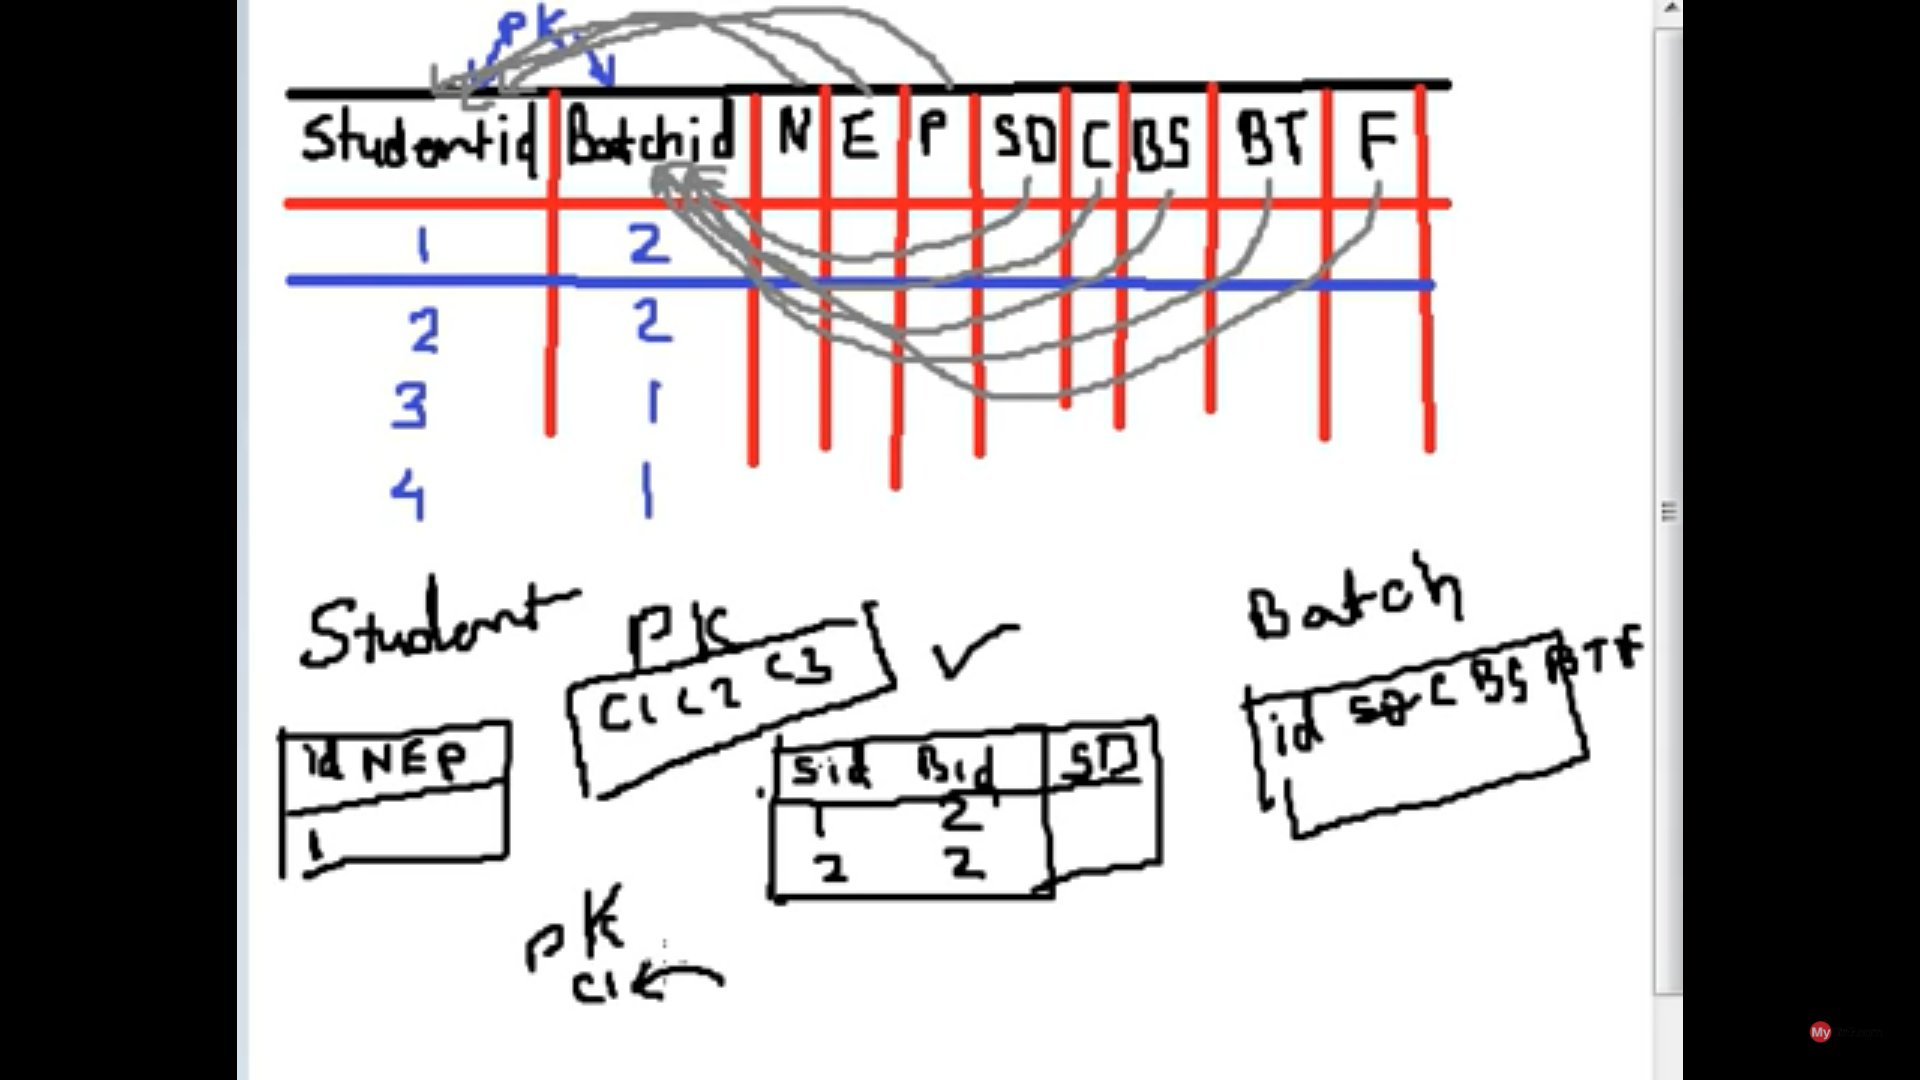 PK
Studentid Batchid N E P SD C BS BT F
1 2
2 2
3 1
4 1
Student PK Batch
C1 C2 C3
id SD C BS BT F
id N E P
sid Bid SD
1
1 2
2 2
PK
C1
My